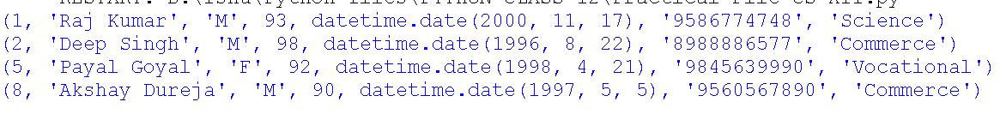 RESTART: D:\Ishu\Python files\PYTHON CLASS 12\Practical File CS XII.py
(1, 'Raj Kumar', 'M', 93, datetime.date(2000, 11, 17), '9586774748', 'Science')
(2, 'Deep Singh', 'M', 98, datetime.date(1996, 8, 22), '8988886577', 'Commerce')
(5, 'Payal Goyal', 'F', 92, datetime.date(1998, 4, 21), '9845639990', 'Vocational')
(8, 'Akshay Dureja', 'M', 90, datetime.date(1997, 5, 5), '9560567890', 'Commerce')